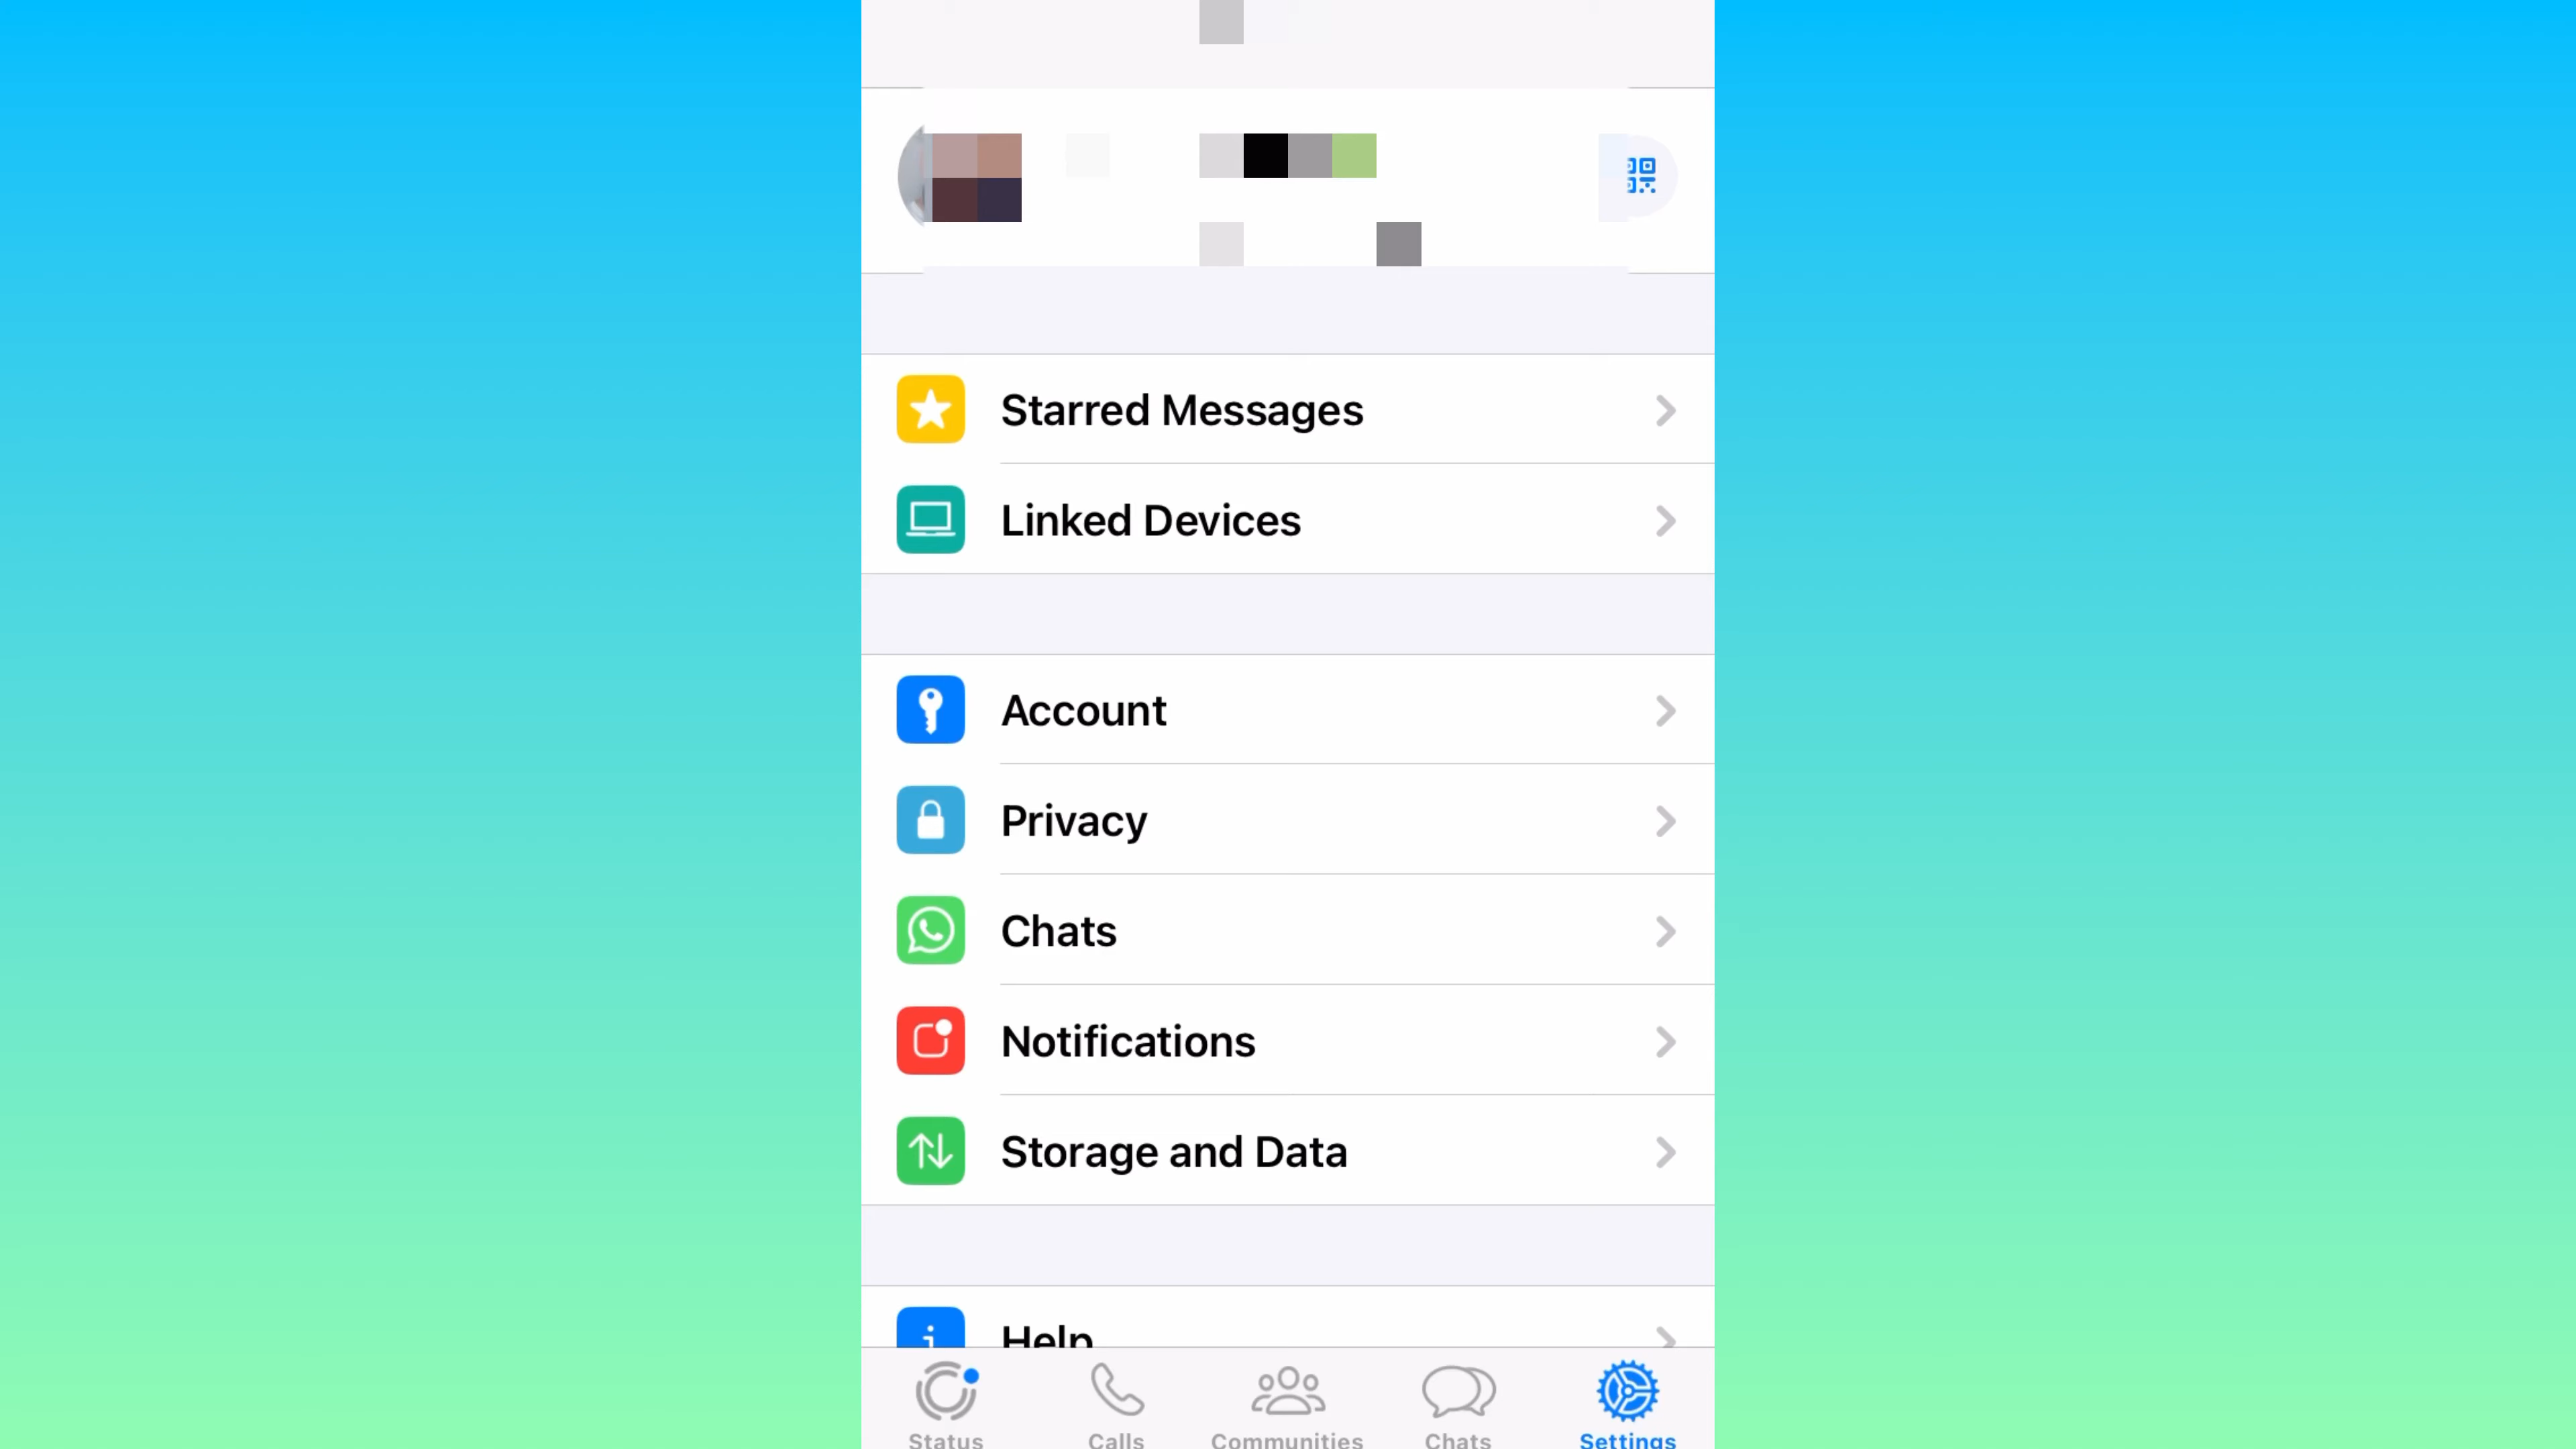 Starred Messages
Linked Devices
Account
Privacy
Chats
Notifications
Storage and Data
Help
Status
Calls
Communities
Chats
Settings